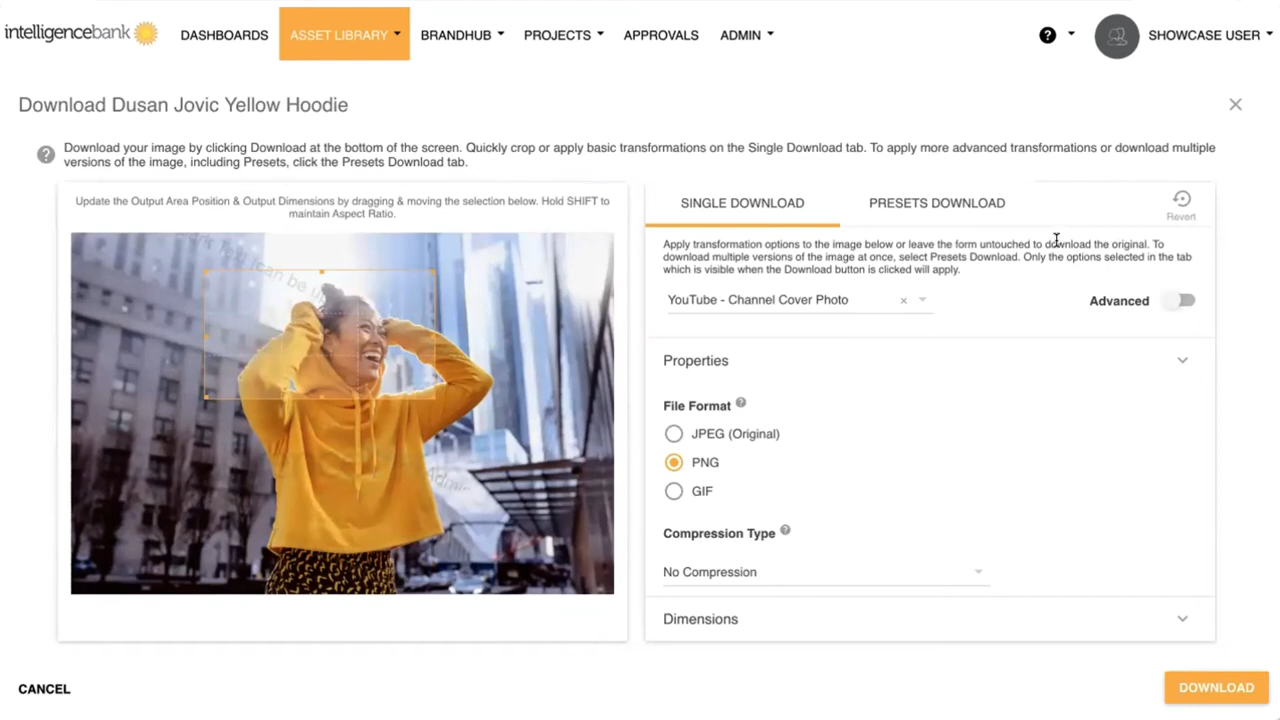 intelligencebank
DASHBOARDS
ASSET LIBRARY
BRANDHUB
PROJECTS
APPROVALS
ADMIN
?
SHOWCASE USER
Download Dusan Jovic Yellow Hoodie
×
? Download your image by clicking Download at the bottom of the screen. Quickly crop or apply basic transformations on the Single Download tab. To apply more advanced transformations or download multiple
versions of the image, including Presets, click the Presets Download tab.
Update the Output Area Position & Output Dimensions by dragging & moving the selection below. Hold SHIFT to
maintain Aspect Ratio.
can be
Admin
SINGLE DOWNLOAD
PRESETS DOWNLOAD
Revert
Apply transformation options to the image below or leave the form untouched to download the original. To
download multiple versions of the image at once, select Presets Download. Only the options selected in the tab
which is visible when the Download button is clicked will apply.
YouTube - Channel Cover Photo ×
Advanced
Properties
File Format ?
JPEG (Original)
PNG
GIF
Compression Type ?
No Compression
Dimensions
CANCEL
DOWNLOAD